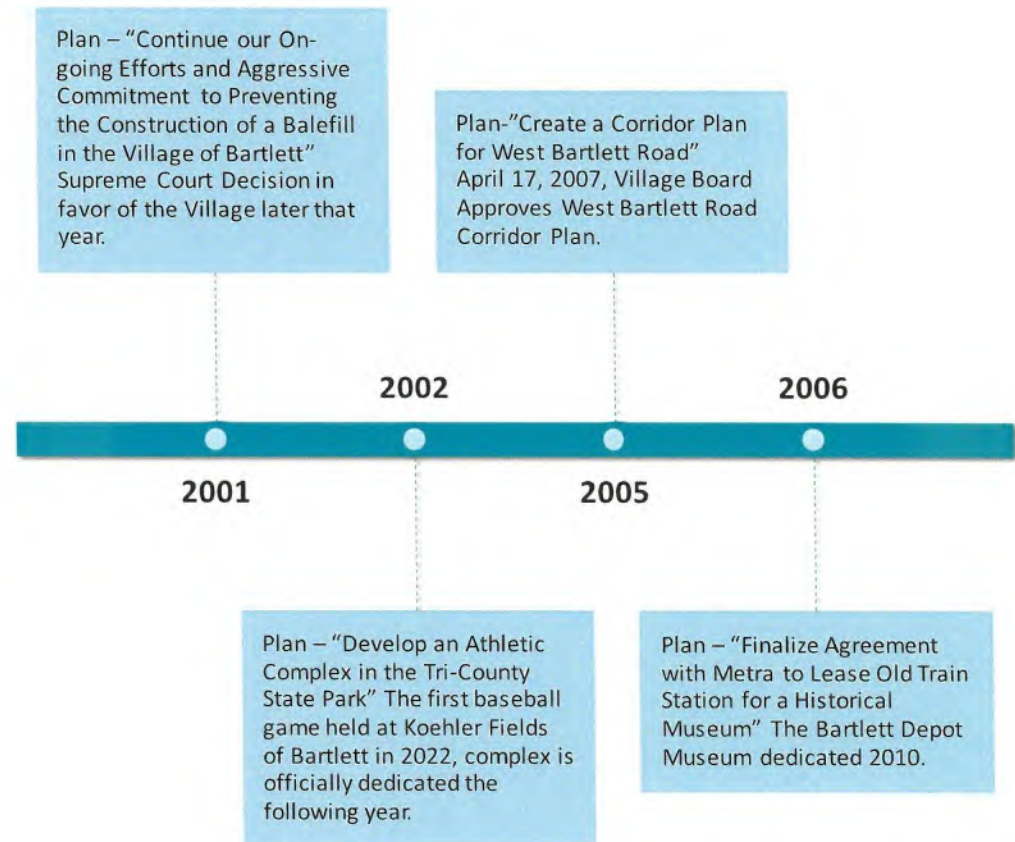 Plan – “Continue our On-
going Efforts and Aggressive
Commitment to Preventing
the Construction of a Balefill
in the Village of Bartlett”
Supreme Court Decision in
favor of the Village later that
year.
Plan-”Create a Corridor Plan
for West Bartlett Road”
April 17, 2007, Village Board
Approves West Bartlett Road
Corridor Plan.
2002
2006
2001
2005
Plan – “Develop an Athletic
Complex in the Tri-County
State Park” The first baseball
game held at Koehler Fields
of Bartlett in 2022, complex is
officially dedicated the
following year.
Plan – “Finalize Agreement
with Metra to Lease Old Train
Station for a Historical
Museum” The Bartlett Depot
Museum dedicated 2010.